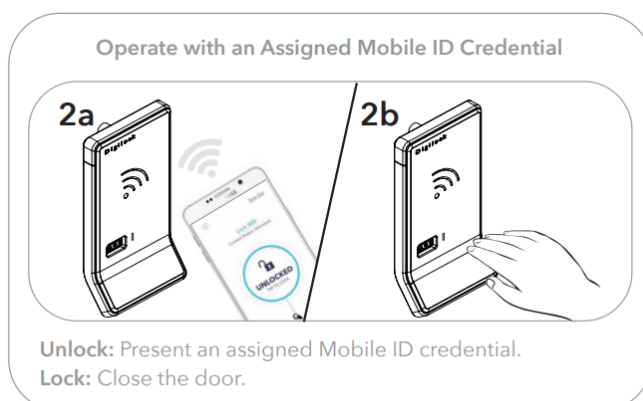 Operate with an Assigned Mobile ID Credential
2a
2b
Digilock
Digilock
UNLOCKED
Unlock: Present an assigned Mobile ID credential.
Lock: Close the door.